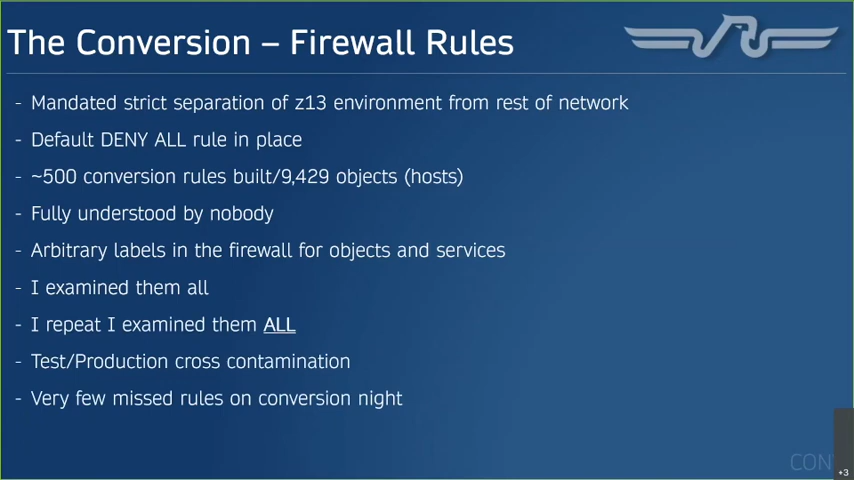 The Conversion – Firewall Rules
- Mandated strict separation of z13 environment from rest of network
- Default DENY ALL rule in place
- ~500 conversion rules built/9,429 objects (hosts)
- Fully understood by nobody
- Arbitrary labels in the firewall for objects and services
- I examined them all
- I repeat I examined them ALL
- Test/Production cross contamination
- Very few missed rules on conversion night
+3